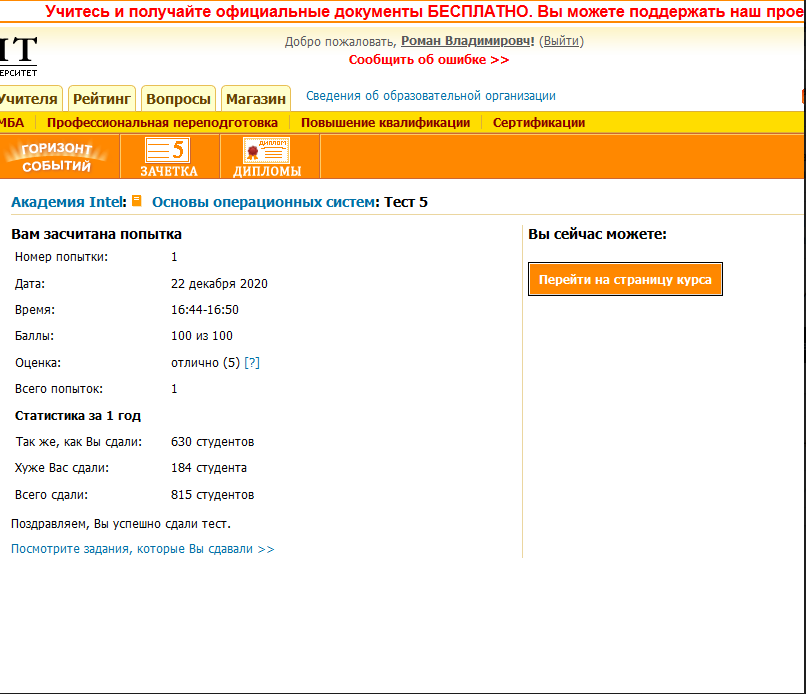 Учитесь и получайте официальные документы БЕСПЛАТНО. Вы можете поддержать наш прое
ІТ
ЕРСИТЕТ
Добро пожаловать, Роман Владимирович! (Выйти)
Сообщить об ошибке >>
Учителя Рейтинг Вопросы Магазин Сведения об образовательной организации
МБА Профессиональная переподготовка Повышение квалификации Сертификации
ГОРИЗОНТ СОБЫТИЙ
5 ЗАЧЕТКА
ДИПЛОМ ДИПЛОМЫ
Академия Intel: Основы операционных систем: Тест 5
Вам засчитана попытка
Номер попытки: 1
Дата: 22 декабря 2020
Время: 16:44-16:50
Баллы: 100 из 100
Оценка: отлично (5) [?]
Всего попыток: 1
Статистика за 1 год
Так же, как Вы сдали: 630 студентов
Хуже Вас сдали: 184 студента
Всего сдали: 815 студентов
Поздравляем, Вы успешно сдали тест.
Посмотрите задания, которые Вы сдавали >>
Вы сейчас можете:
Перейти на страницу курса